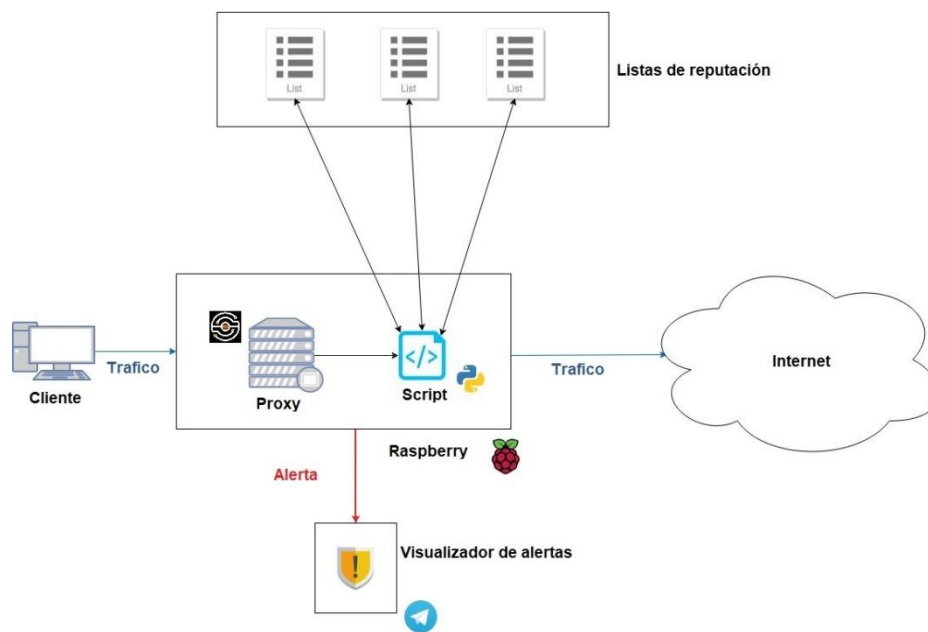 List
List
List
Listas de reputación
Trafico
Cliente
Proxy
Script
Raspberry
Trafico
Internet
Alerta
Visualizador de alertas